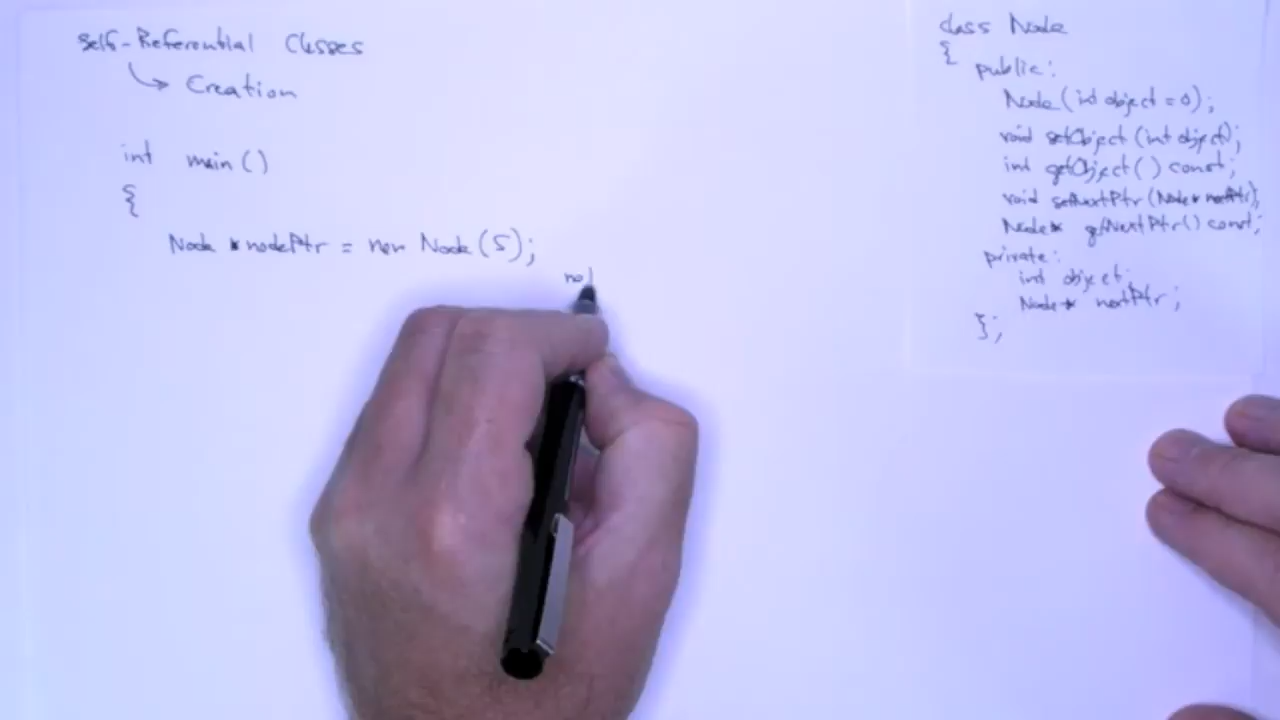 Self-Referential Classes
Creation
int main()
{
Node *nodePtr = new Node(5);
class Node
{
public:
Node(int object = 0);
void setObject(int object);
int getObject() const;
void setNextPtr(Node* nextPtr);
Node* getNextPtr() const;
private:
int object;
Node* nextPtr;
};